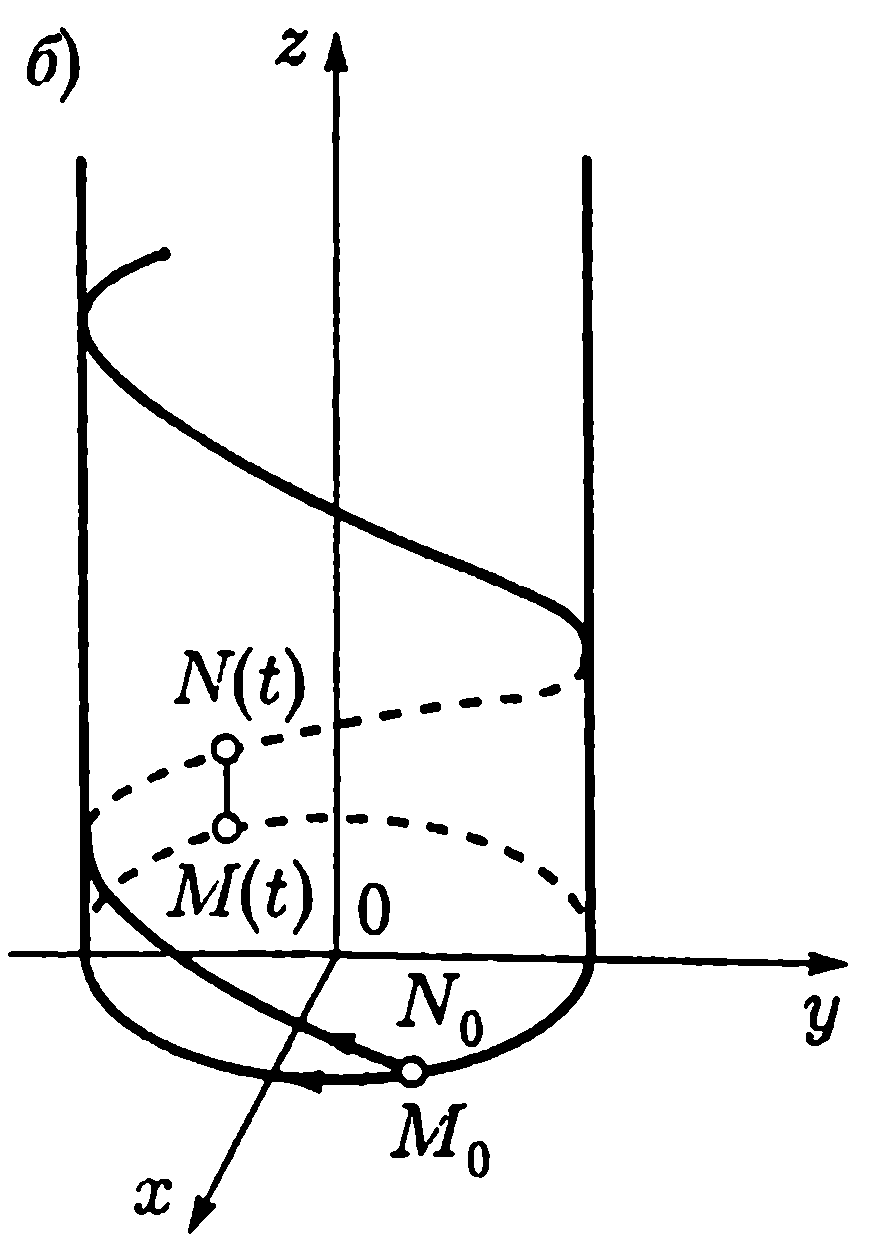 б)
z
N(t)
M(t)
0
N₀
y
M₀
x